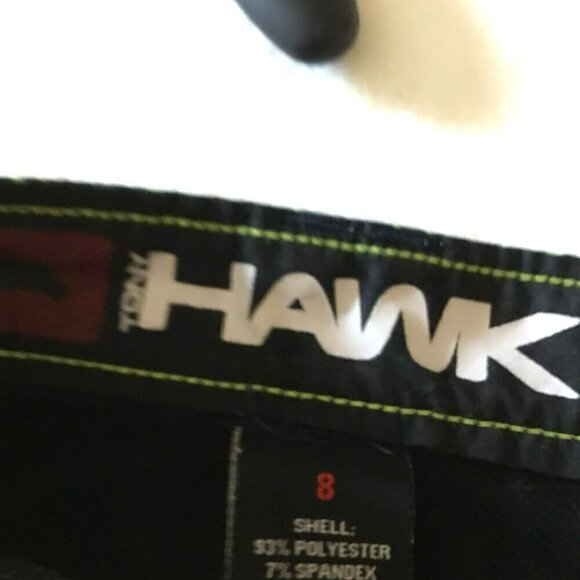 TONY HAWK
8
SHELL:
93% POLYESTER
7% SPANDEX